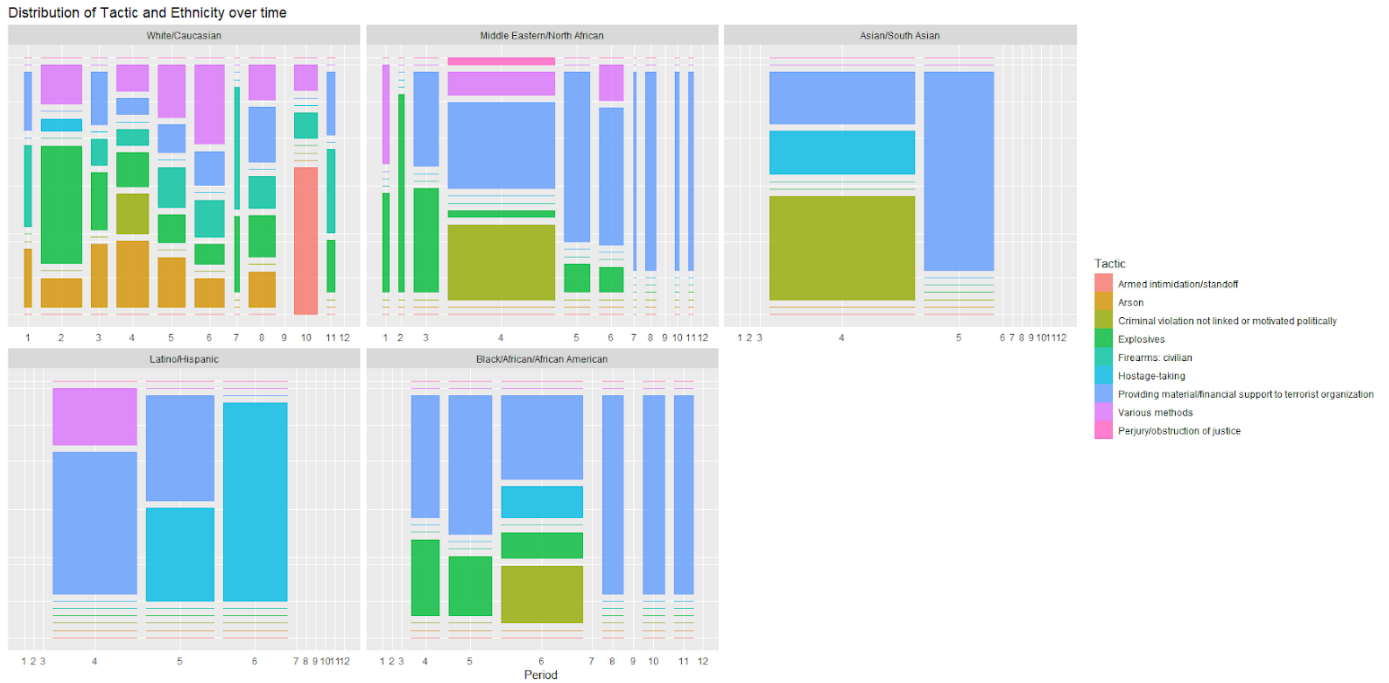 Distribution of Tactic and Ethnicity over time
White/Caucasian
Middle Eastern/North African
Asian/South Asian
1 2 3 4 5 6 7 8 9 10 11 12
1 2 3 4 5 6 7 8 9 10 11 12
1 2 3 4 5 6 7 8 9 10 11 12
Latino/Hispanic
Black/African/African American
1 2 3 4 5 6 7 8 9 10 11 12
1 2 3 4 5 6 7 8 9 10 11 12
Period
Tactic
Armed intimidation/standoff
Arson
Criminal violation not linked or motivated politically
Explosives
Firearms: civilian
Hostage-taking
Providing material/financial support to terrorist organization
Various methods
Perjury/obstruction of justice